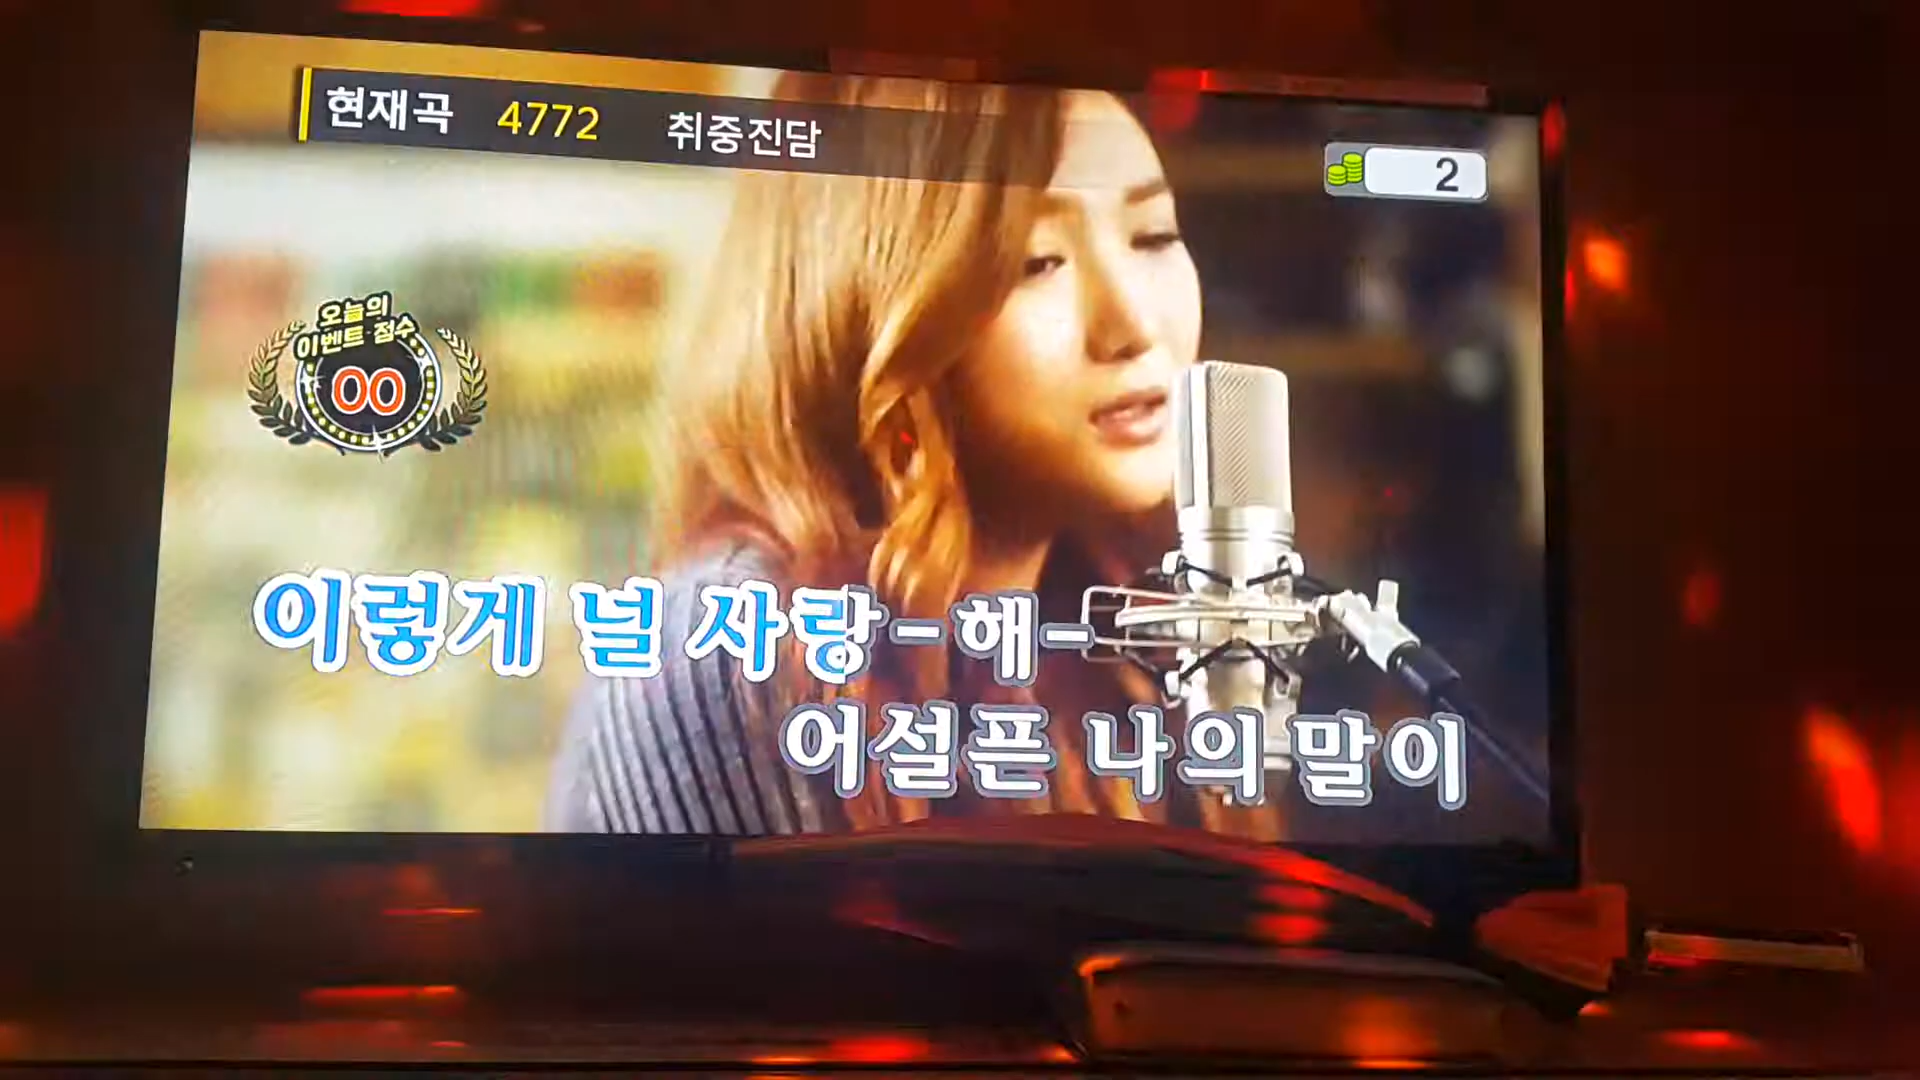 현재곡 4772 취중진담
2
오늘의
이벤트 점수
00
이렇게 널 사랑-해-
어설픈 나의 말이